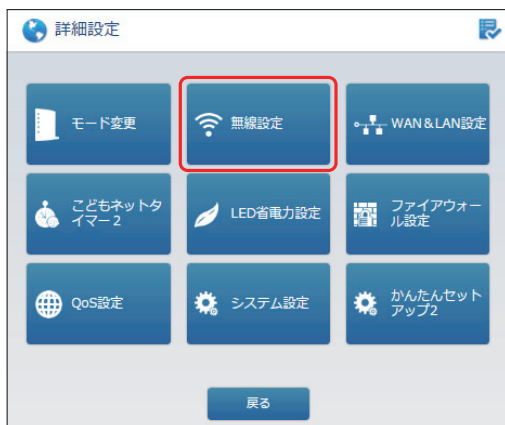 詳細設定
モード変更
無線設定
WAN&LAN設定
こどもネットタ
イマー2
LED省電力設定
ファイアウォー
ル設定
QoS設定
システム設定
かんたんセット
アップ2
戻る